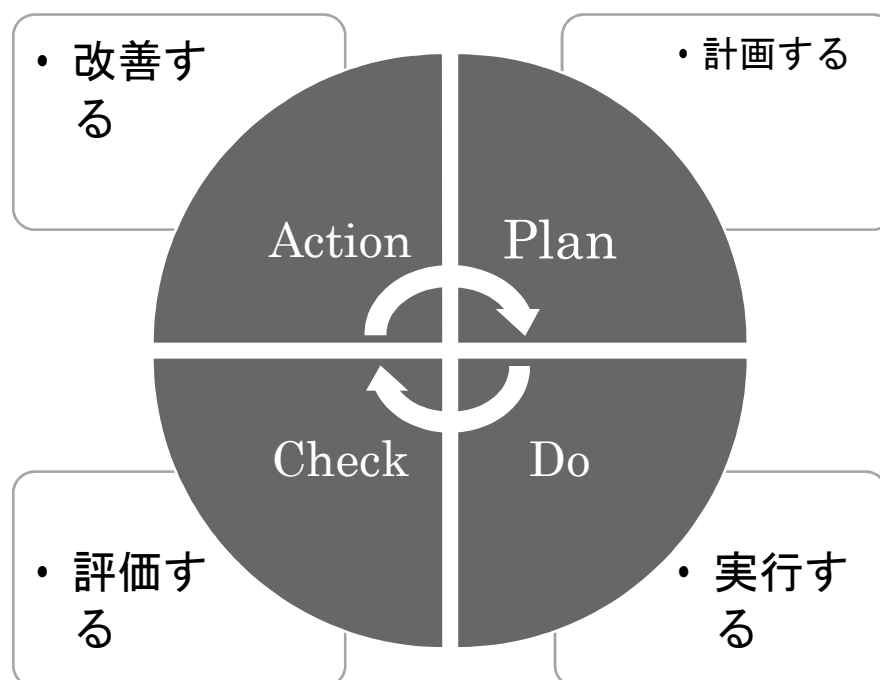 • 改善す
る
• 計画する
Action
Plan
Check
Do
• 評価す
る
• 実行す
る